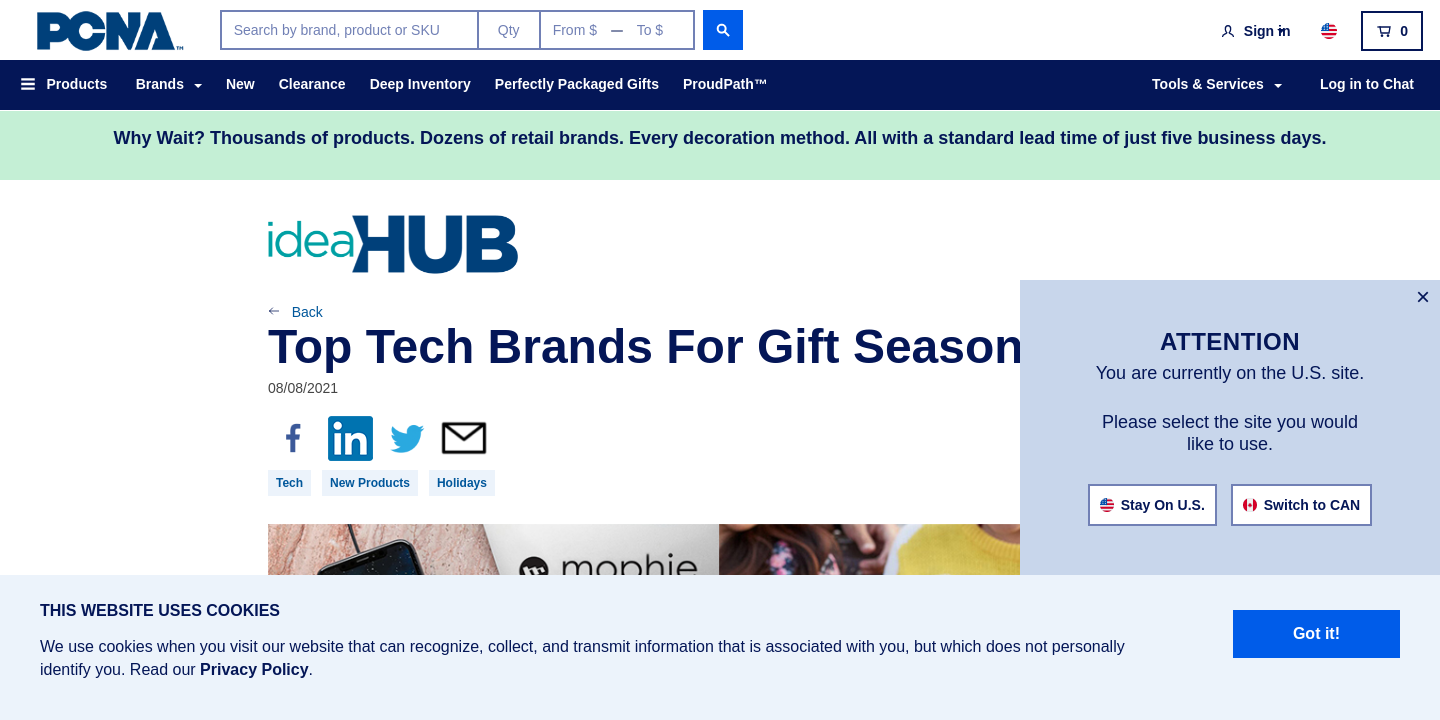 PCNA™
Search by brand, product or SKU Qty From $ — To $
Sign in
0
Products Brands New Clearance Deep Inventory Perfectly Packaged Gifts ProudPath™ Tools & Services Log in to Chat
Why Wait? Thousands of products. Dozens of retail brands. Every decoration method. All with a standard lead time of just five business days.
ideaHUB
Back
Top Tech Brands For Gift Season
08/08/2021
f in
Tech New Products Holidays
mophie
×
ATTENTION
You are currently on the U.S. site.
Please select the site you would
like to use.
Stay On U.S. Switch to CAN
THIS WEBSITE USES COOKIES
We use cookies when you visit our website that can recognize, collect, and transmit information that is associated with you, but which does not personally
identify you. Read our Privacy Policy.
Got it!